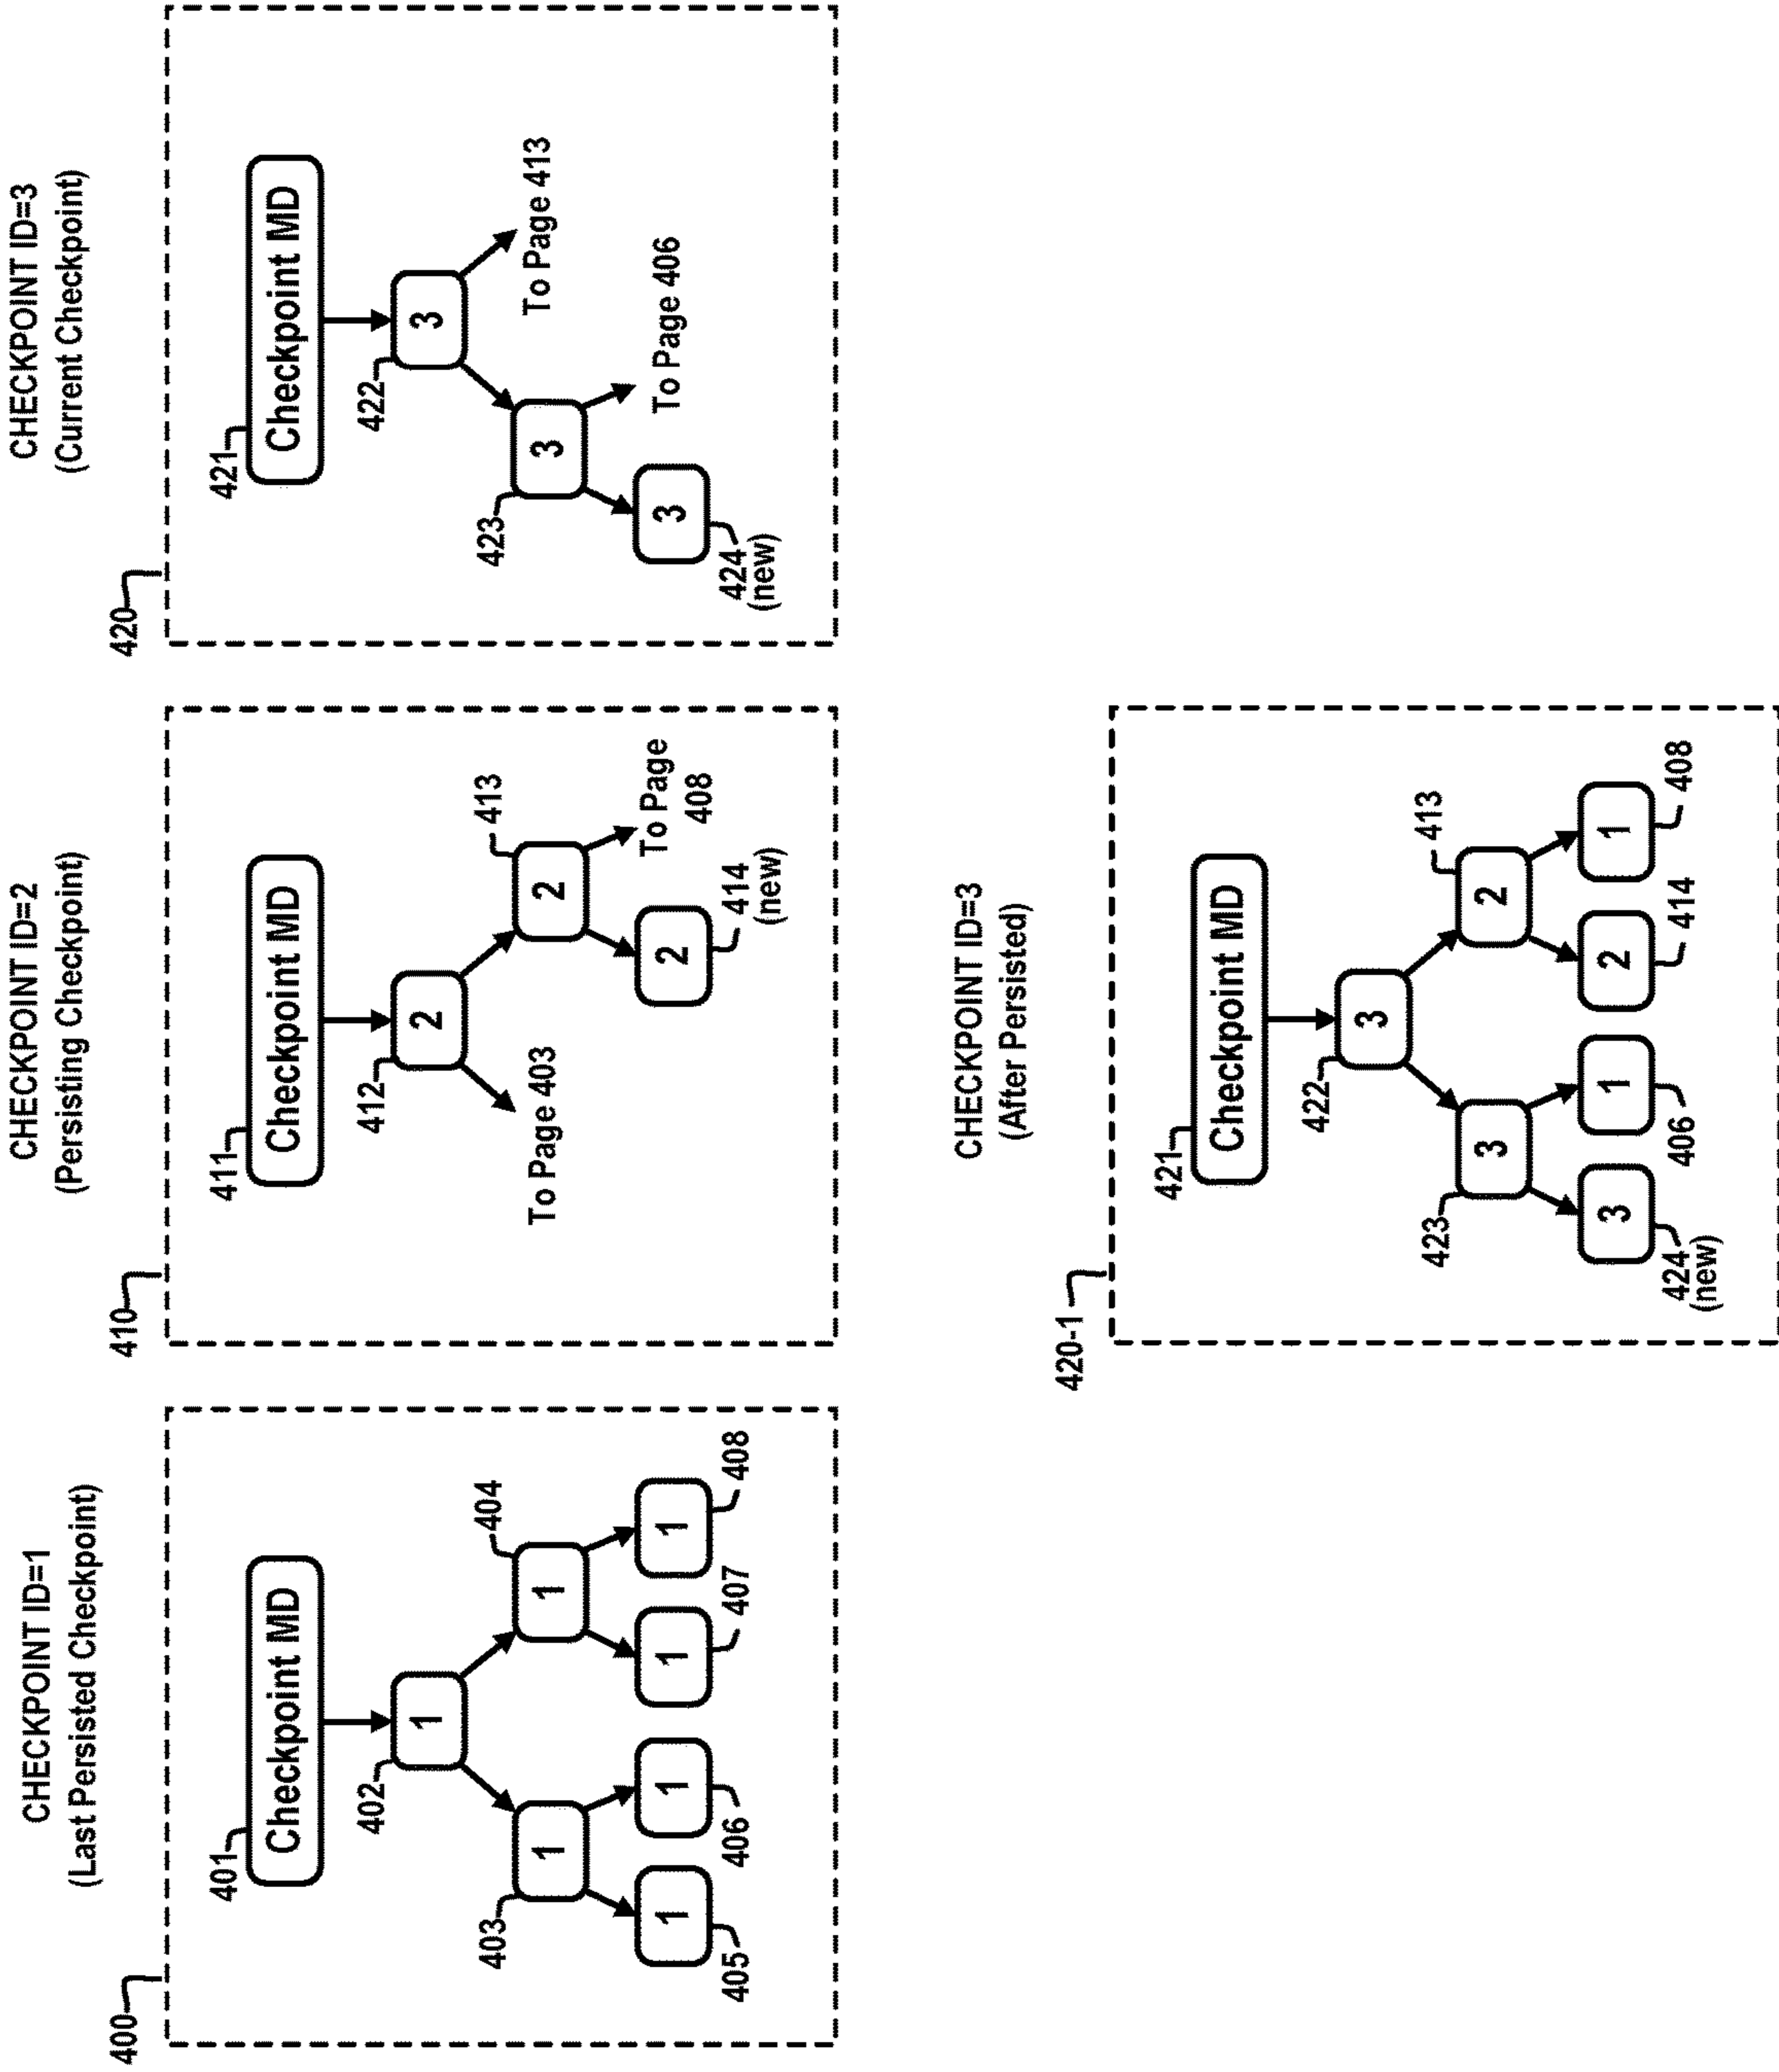 CHECKPOINT ID=1
(Last Persisted Checkpoint)
400
401
Checkpoint MD
402
1
403
1
404
1
405
1
406
1
407
1
408
1
CHECKPOINT ID=2
(Persisting Checkpoint)
410
411
Checkpoint MD
412
2
To Page 403
413
2
414
(new)
2
To Page
408
CHECKPOINT ID=3
(Current Checkpoint)
420
421
Checkpoint MD
422
3
To Page 413
423
3
To Page 406
424
(new)
3
CHECKPOINT ID=3
(After Persisted)
420-1
421
Checkpoint MD
422
3
423
3
413
2
424
(new)
3
406
1
414
2
408
1